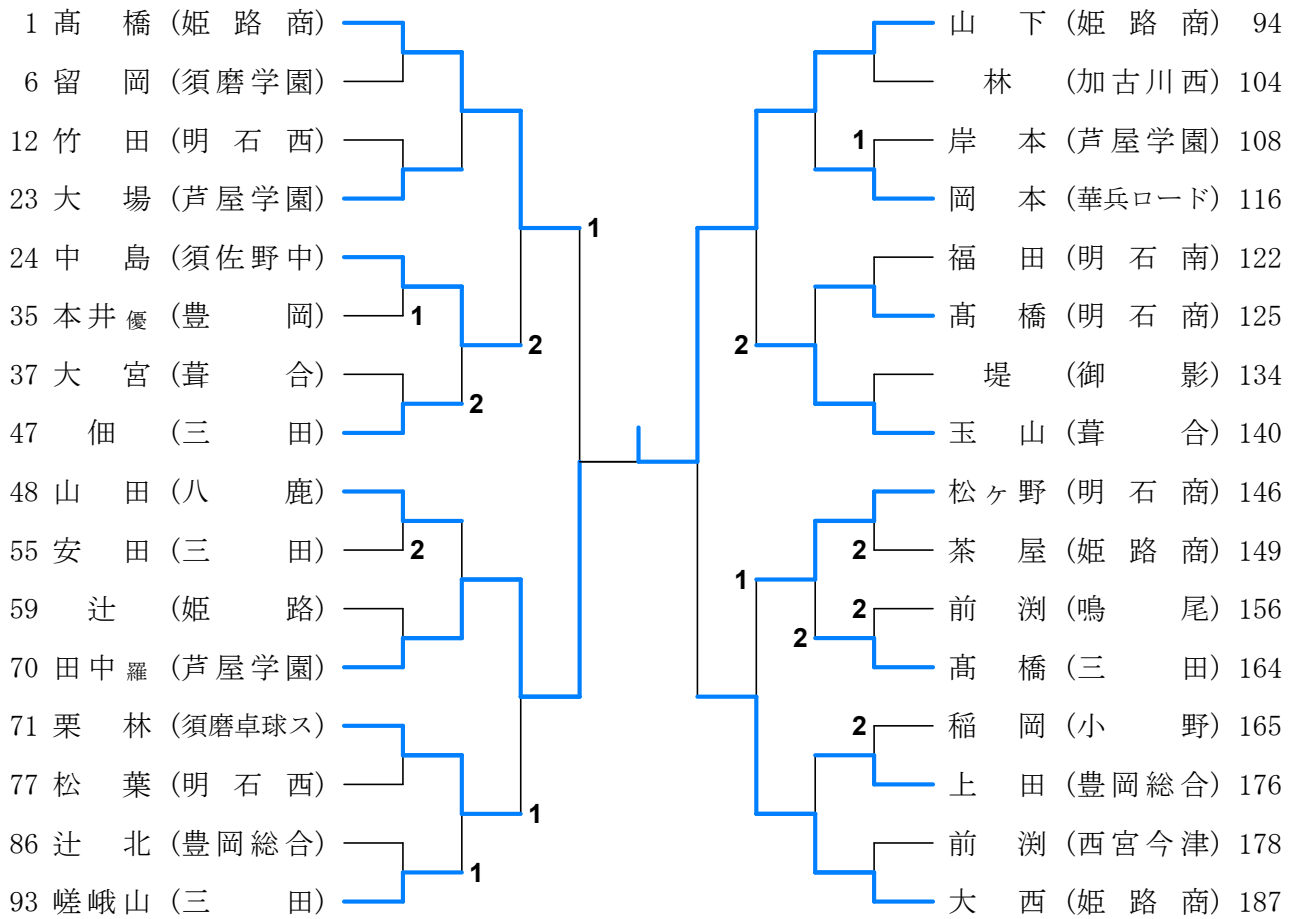 1 髙橋 (姫路商)
6 留岡 (須磨学園)
12 竹田 (明石西)
23 大場 (芦屋学園)
24 中島 (須佐野中)
35 本井優 (豊岡)
37 大宮 (葺合)
47 佃 (三田)
48 山田 (八鹿)
55 安田 (三田)
59 辻 (姫路)
70 田中羅 (芦屋学園)
71 栗林 (須磨卓球ス)
77 松葉 (明石西)
86 辻北 (豊岡総合)
93 嵯峨山 (三田)
1
2
2
1
2
1
1
山下 (姫路商) 94
林 (加古川西) 104
岸本 (芦屋学園) 108
岡本 (華兵ロード) 116
福田 (明石南) 122
髙橋 (明石商) 125
堤 (御影) 134
玉山 (葺合) 140
松ヶ野 (明石商) 146
茶屋 (姫路商) 149
前渕 (鳴尾) 156
髙橋 (三田) 164
稲岡 (小野) 165
上田 (豊岡総合) 176
前渕 (西宮今津) 178
大西 (姫路商) 187
1
2
2
1
2
2
2